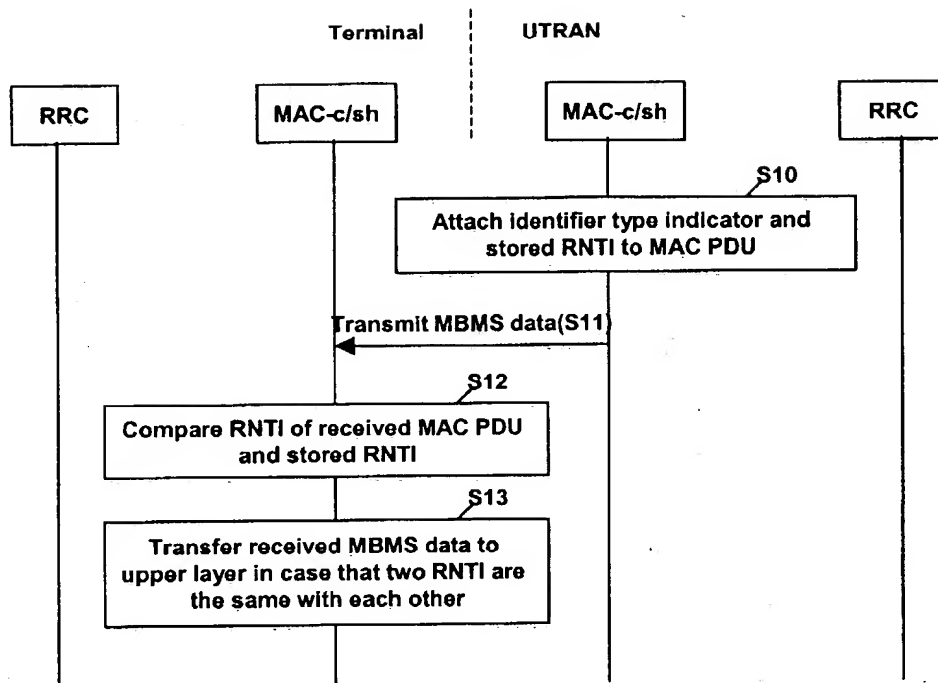 Terminal
UTRAN
RRC
MAC-c/sh
MAC-c/sh
RRC
S10
Attach identifier type indicator and
stored RNTI to MAC PDU
Transmit MBMS data(S11)
S12
Compare RNTI of received MAC PDU
and stored RNTI
S13
Transfer received MBMS data to
upper layer in case that two RNTI are
the same with each other